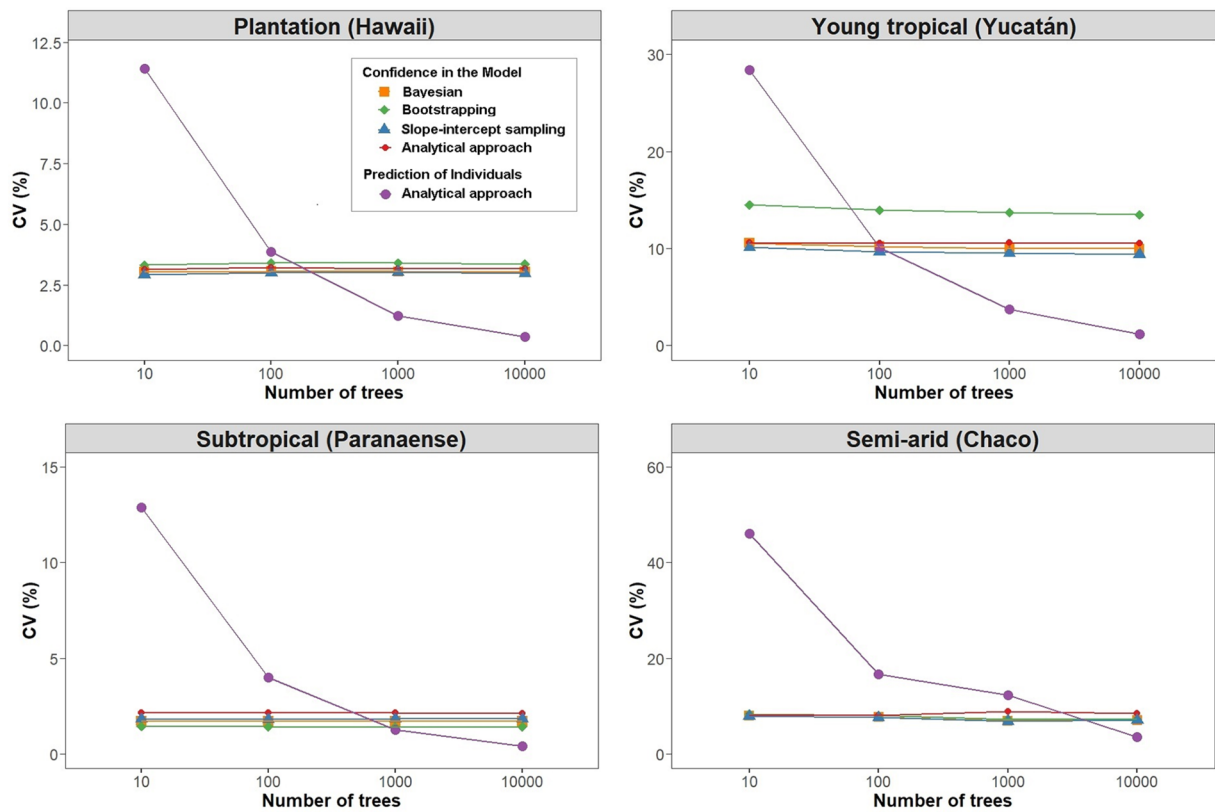 Plantation (Hawaii)
12.5
10.0
7.5
5.0
2.5
0.0
CV (%)
Confidence in the Model
Bayesian
Bootstrapping
Slope-intercept sampling
Analytical approach
Prediction of Individuals
Analytical approach
10 100 1000 10000
Number of trees
Young tropical (Yucatán)
30
20
10
0
CV (%)
10 100 1000 10000
Number of trees
Subtropical (Paranaense)
15
10
5
0
CV (%)
10 100 1000 10000
Number of trees
Semi-arid (Chaco)
60
40
20
0
CV (%)
10 100 1000 10000
Number of trees